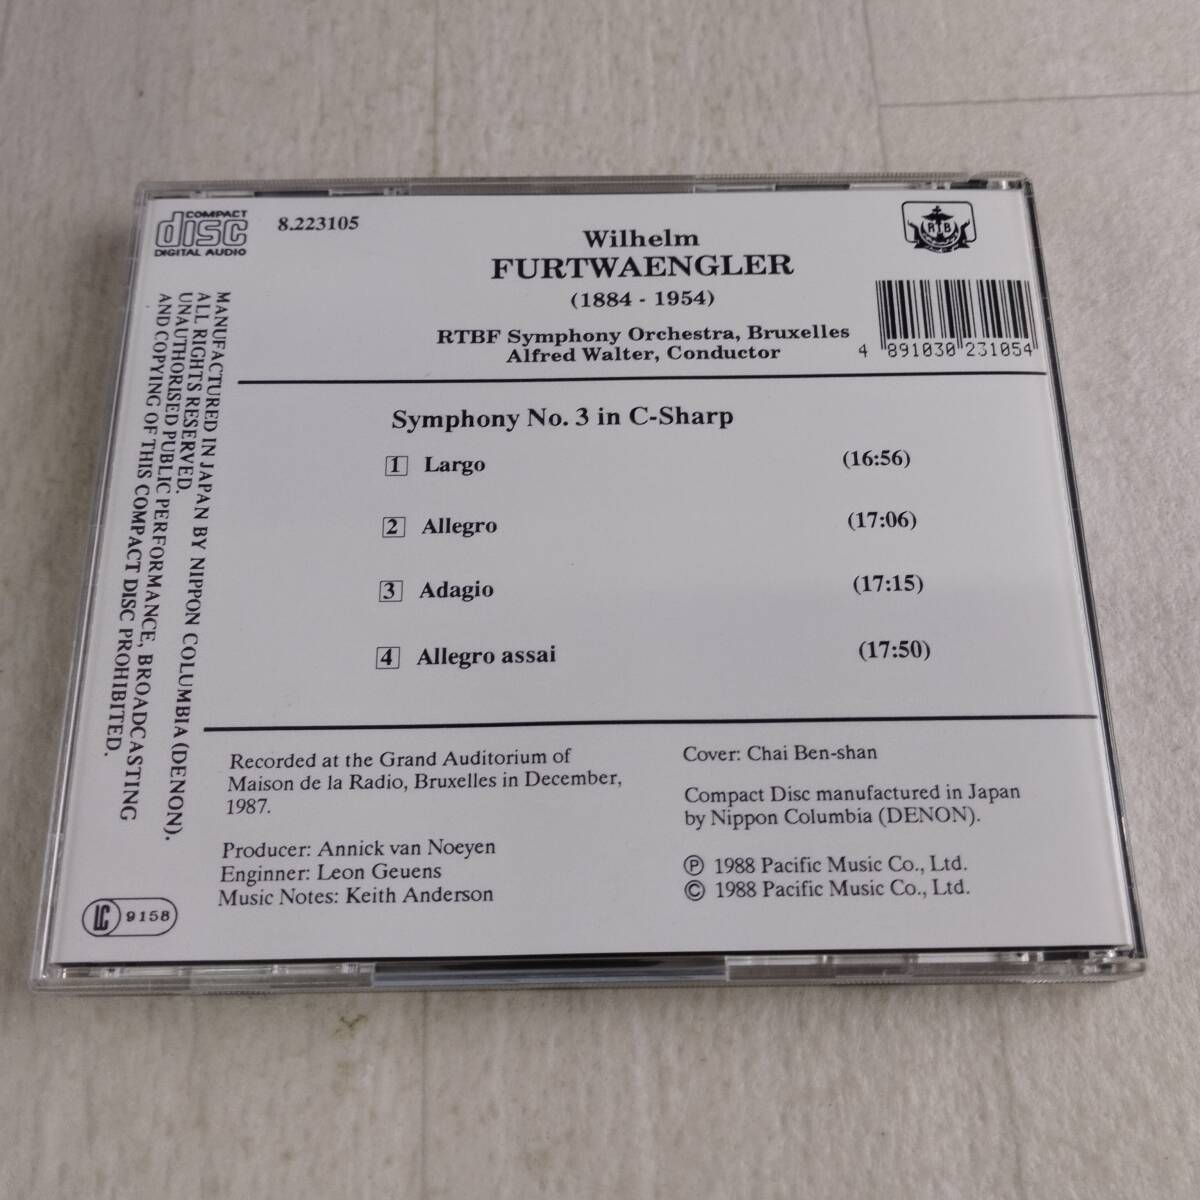 COMPACT
disc
DIGITAL AUDIO
8.223105
Wilhelm
FURTWAENGLER
(1884 - 1954)
RTBF Symphony Orchestra, Bruxelles
Alfred Walter, Conductor
RTB
4 891030 231054
MANUFACTURED IN JAPAN BY NIPPON COLUMBIA (DENON).
ALL RIGHTS RESERVED.
UNAUTHORISED PUBLIC PERFORMANCE, BROADCASTING
AND COPYING OF THIS COMPACT DISC PROHIBITED.
Symphony No. 3 in C-Sharp
1 Largo (16:56)
2 Allegro (17:06)
3 Adagio (17:15)
4 Allegro assai (17:50)
Recorded at the Grand Auditorium of
Maison de la Radio, Bruxelles in December,
1987.
Producer: Annick van Noeyen
Enginner: Leon Geuens
Music Notes: Keith Anderson
Cover: Chai Ben-shan
Compact Disc manufactured in Japan
by Nippon Columbia (DENON).
℗ 1988 Pacific Music Co., Ltd.
© 1988 Pacific Music Co., Ltd.
LC 9158